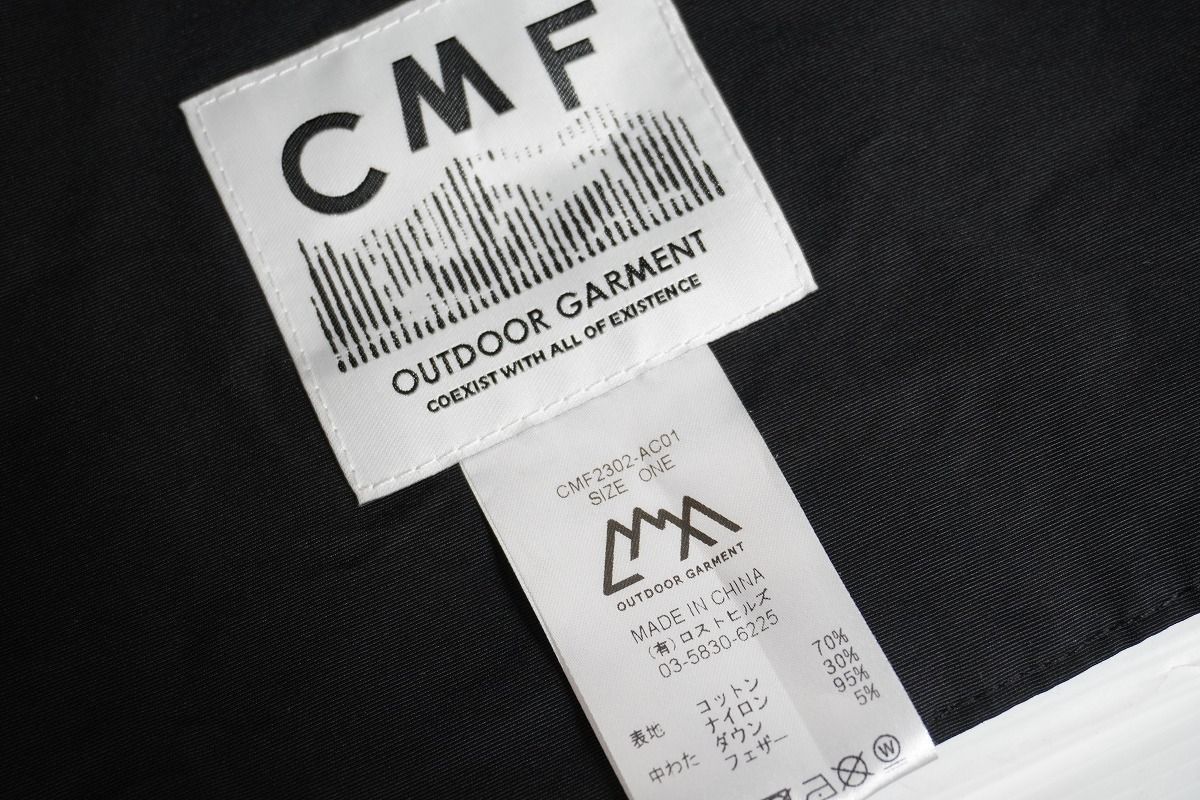 CMF
OUTDOOR GARMENT
COEXIST WITH ALL OF EXISTENCE
CMF2302-AC01
SIZE ONE
OUTDOOR GARMENT
MADE IN CHINA
(有)ロストヒルズ
03-5830-6225
表地 コットン 70%
ナイロン 30%
中わた ダウン 95%
フェザー 5%
W